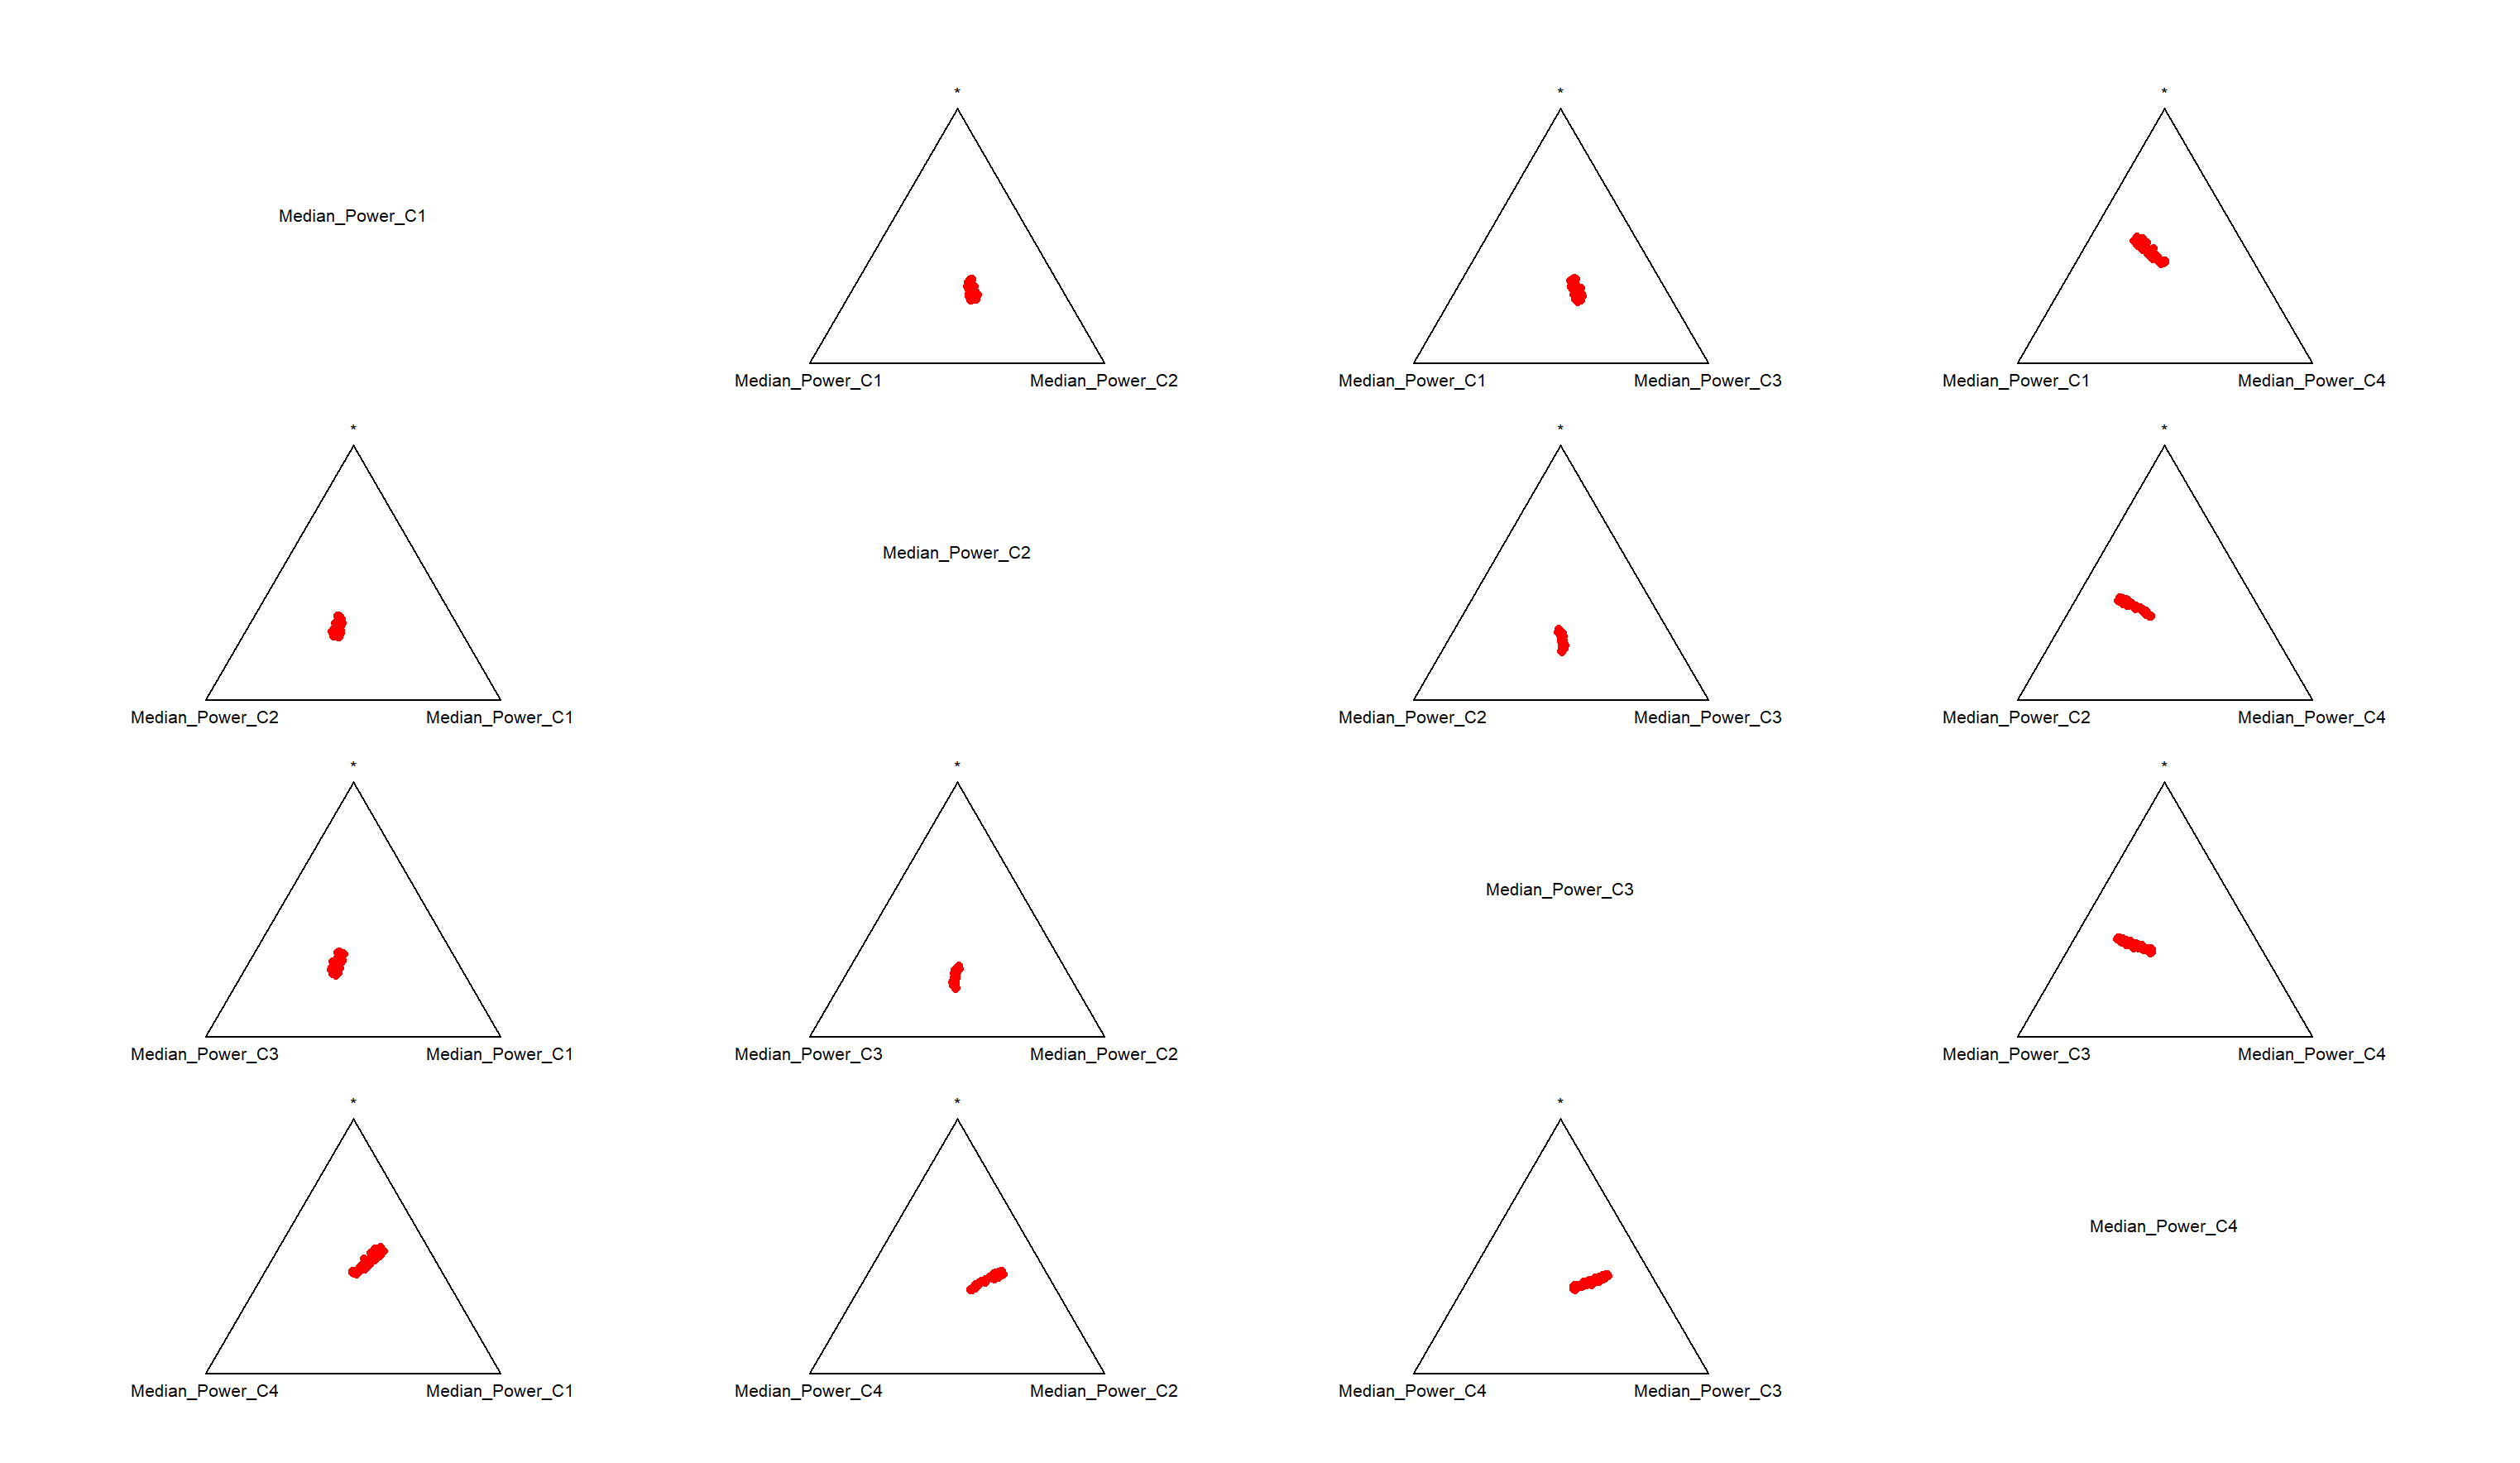 * * *
Median_Power_C1
Median_Power_C1 Median_Power_C2 Median_Power_C1 Median_Power_C3 Median_Power_C1 Median_Power_C4
* * *
Median_Power_C2
Median_Power_C2 Median_Power_C1 Median_Power_C2 Median_Power_C3 Median_Power_C2 Median_Power_C4
* * *
Median_Power_C3
Median_Power_C3 Median_Power_C1 Median_Power_C3 Median_Power_C2 Median_Power_C3 Median_Power_C4
* * *
Median_Power_C4
Median_Power_C4 Median_Power_C1 Median_Power_C4 Median_Power_C2 Median_Power_C4 Median_Power_C3